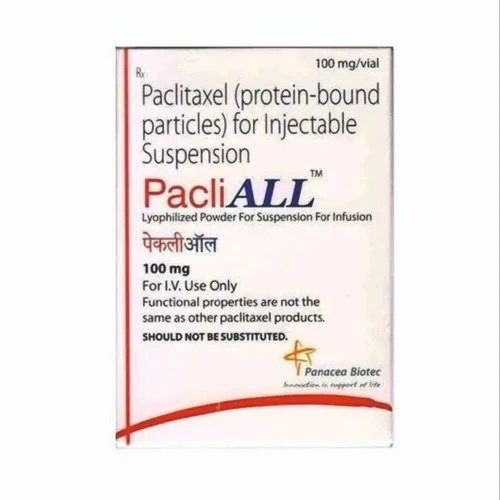 100 mg/vial
Rx
Paclitaxel (protein-bound
particles) for Injectable
Suspension
PacliALL™
Lyophilized Powder For Suspension For Infusion
पेकलीऑल
100 mg
For I.V. Use Only
Functional properties are not the
same as other paclitaxel products.
SHOULD NOT BE SUBSTITUTED.
Panacea Biotec
Innovation in support of life